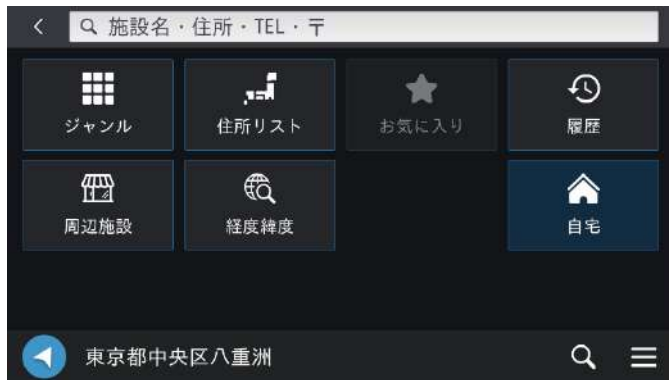 施設名・住所・TEL・〒
ジャンル
住所リスト
お気に入り
履歴
周辺施設
経度緯度
自宅
東京都中央区八重洲